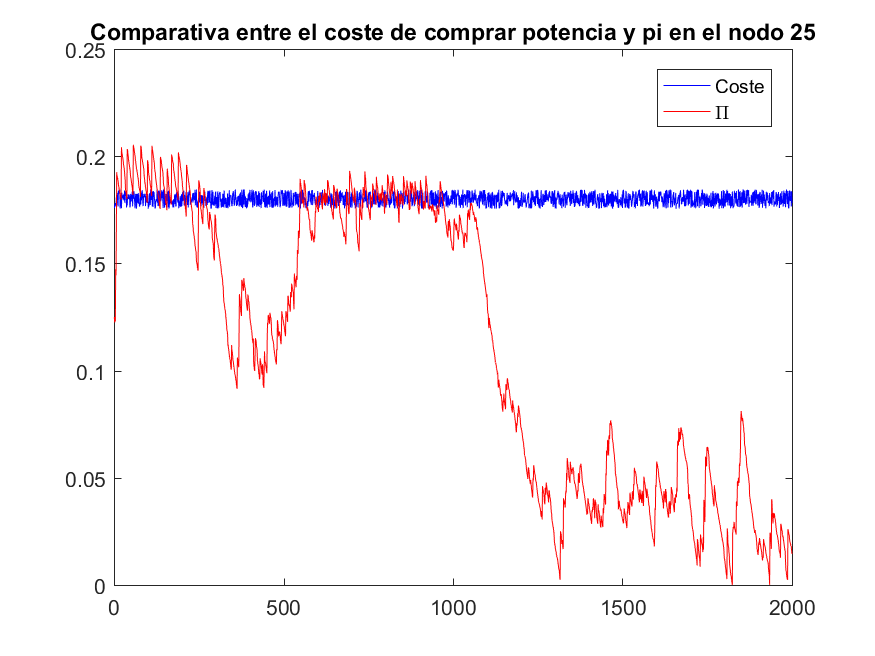 Comparativa entre el coste de comprar potencia y pi en el nodo 25
0.25
0.2
0.15
0.1
0.05
0
Coste
Π
0 500 1000 1500 2000